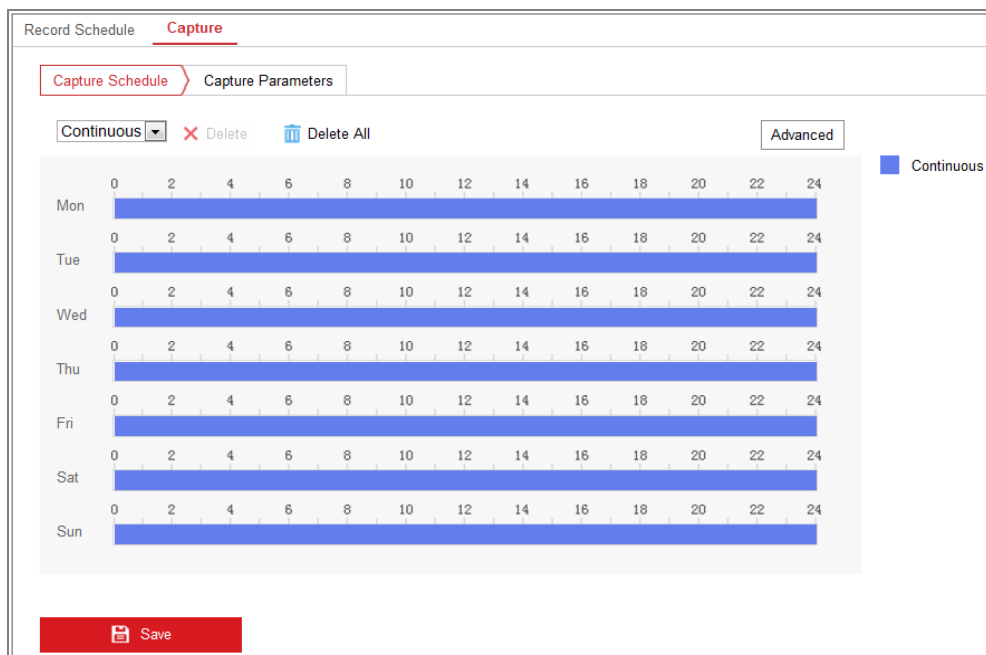 Record Schedule Capture
Capture Schedule Capture Parameters
Continuous Delete Delete All Advanced
Continuous
0 2 4 6 8 10 12 14 16 18 20 22 24
Mon
0 2 4 6 8 10 12 14 16 18 20 22 24
Tue
0 2 4 6 8 10 12 14 16 18 20 22 24
Wed
0 2 4 6 8 10 12 14 16 18 20 22 24
Thu
0 2 4 6 8 10 12 14 16 18 20 22 24
Fri
0 2 4 6 8 10 12 14 16 18 20 22 24
Sat
0 2 4 6 8 10 12 14 16 18 20 22 24
Sun
Save